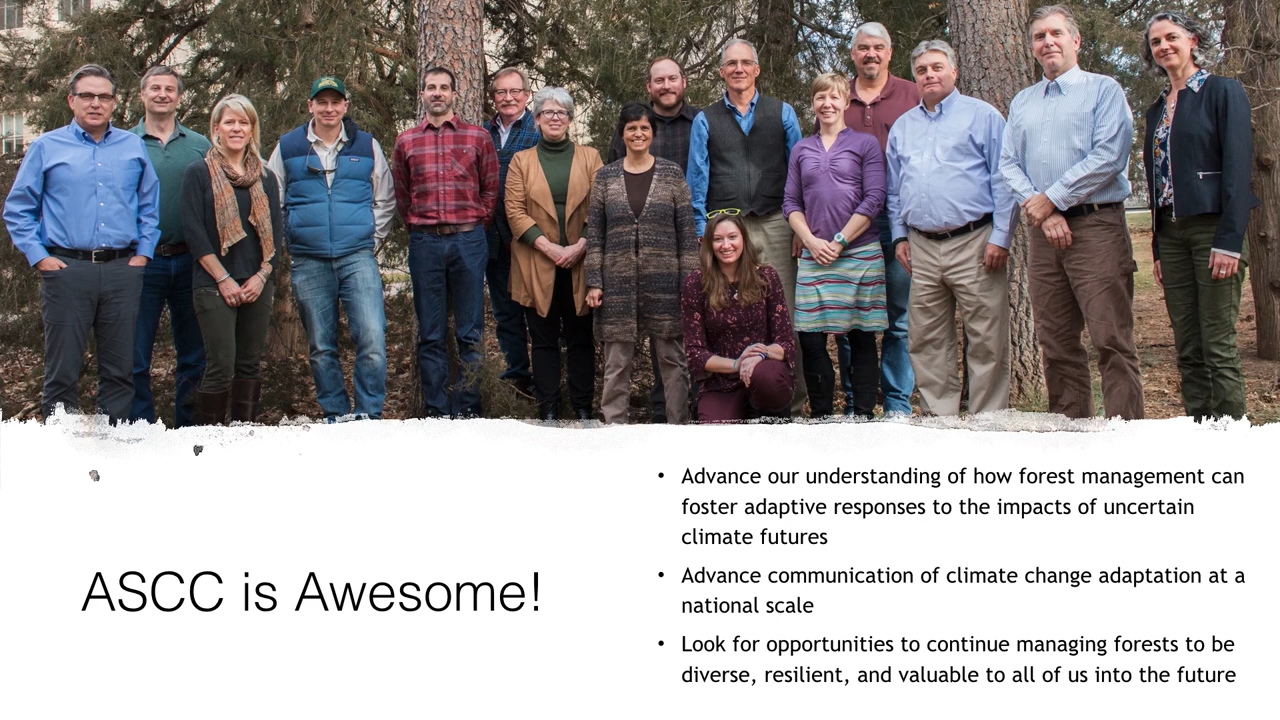 ASCC is Awesome!
• Advance our understanding of how forest management can
foster adaptive responses to the impacts of uncertain
climate futures
• Advance communication of climate change adaptation at a
national scale
• Look for opportunities to continue managing forests to be
diverse, resilient, and valuable to all of us into the future